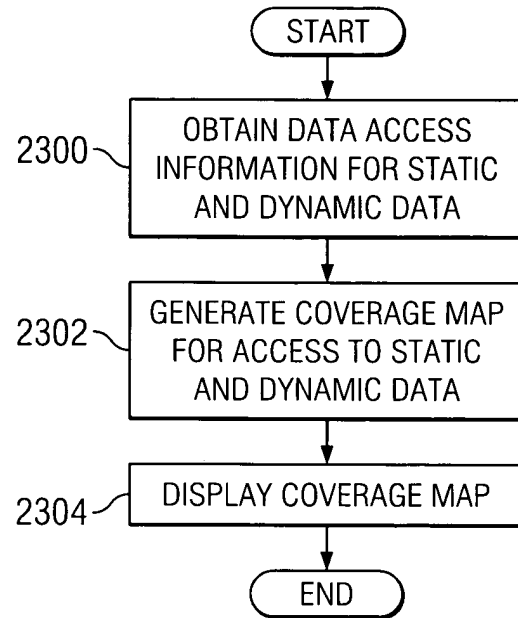 START
2300
OBTAIN DATA ACCESS
INFORMATION FOR STATIC
AND DYNAMIC DATA
2302
GENERATE COVERAGE MAP
FOR ACCESS TO STATIC
AND DYNAMIC DATA
2304
DISPLAY COVERAGE MAP
END